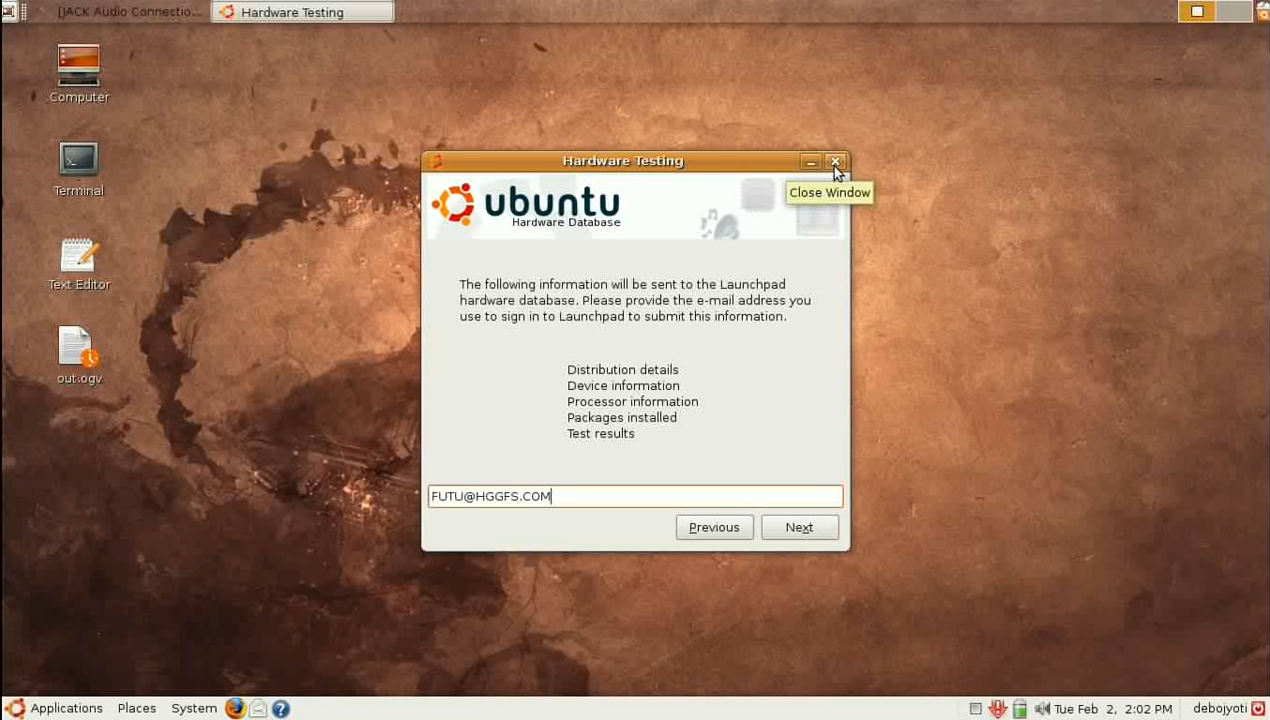 [JACK Audio Connectio...
Hardware Testing
Computer
Terminal
Text Editor
out.ogv
Hardware Testing
Close Window
ubuntu
Hardware Database
The following information will be sent to the Launchpad
hardware database. Please provide the e-mail address you
use to sign in to Launchpad to submit this information.
Distribution details
Device information
Processor information
Packages installed
Test results
FUTU@HGGFS.COM
Previous
Next
Applications
Places
System
Tue Feb 2, 2:02 PM
debojyoti